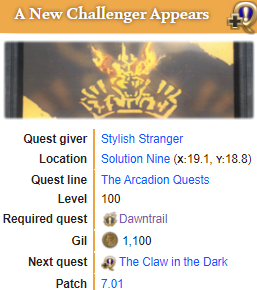 A New Challenger Appears
Quest giver Stylish Stranger
Location Solution Nine (X:19.1, Y:18.8)
Quest line The Arcadion Quests
Level 100
Required quest Dawntrail
Gil 1,100
Next quest The Claw in the Dark
Patch 7.01